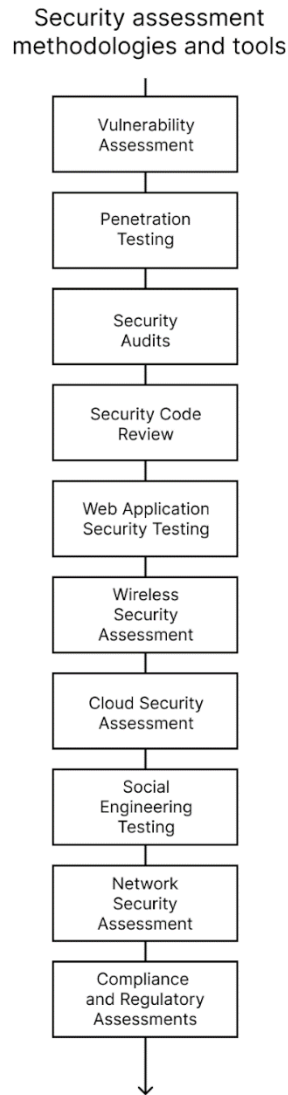 Security assessment
methodologies and tools
Vulnerability
Assessment
Penetration
Testing
Security
Audits
Security Code
Review
Web Application
Security Testing
Wireless
Security
Assessment
Cloud Security
Assessment
Social
Engineering
Testing
Network
Security
Assessment
Compliance
and Regulatory
Assessments